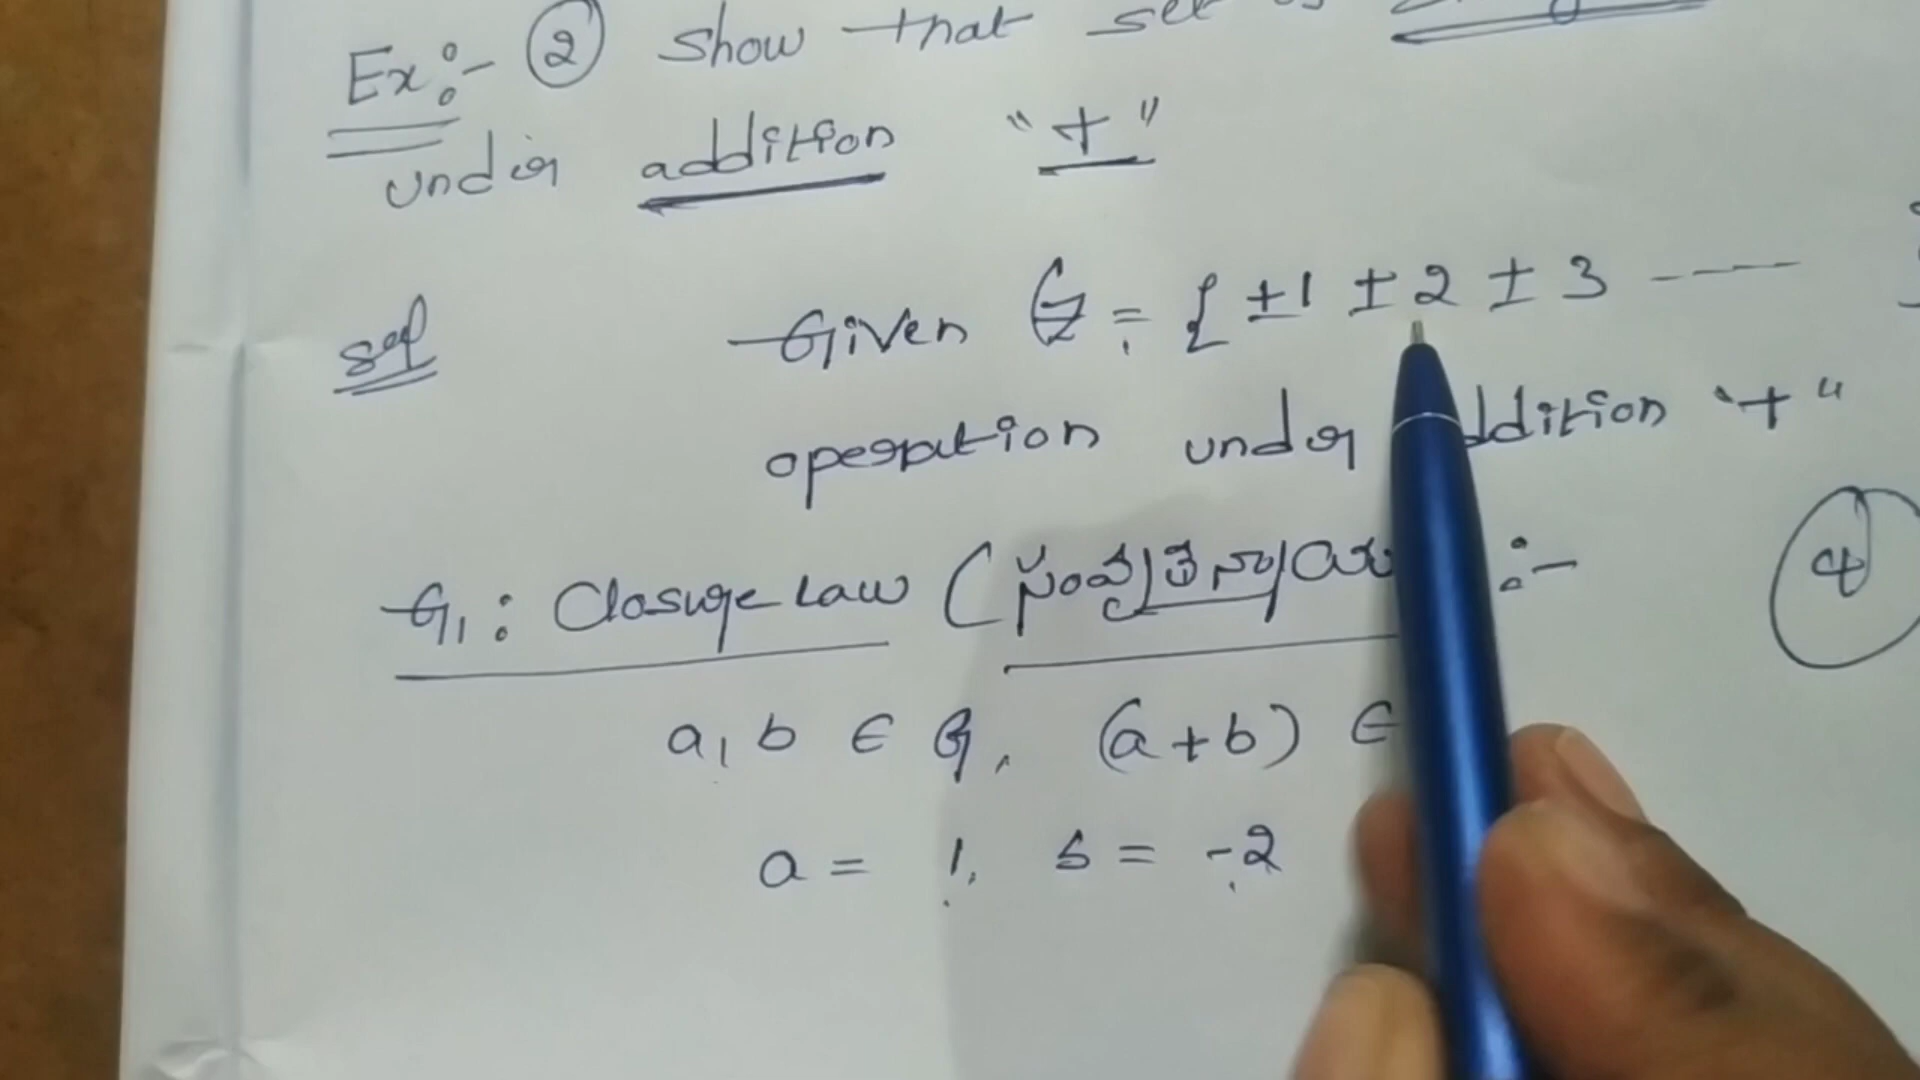 Ex:- ② Show that set
under addition "+"
Sol Given G = { ±1 ±2 ±3 ----
operation under addition "+"
G1: Closure Law (సంవృత న్యాయ :-
a, b ∈ G, (a+b) ∈
a = 1, b = -2